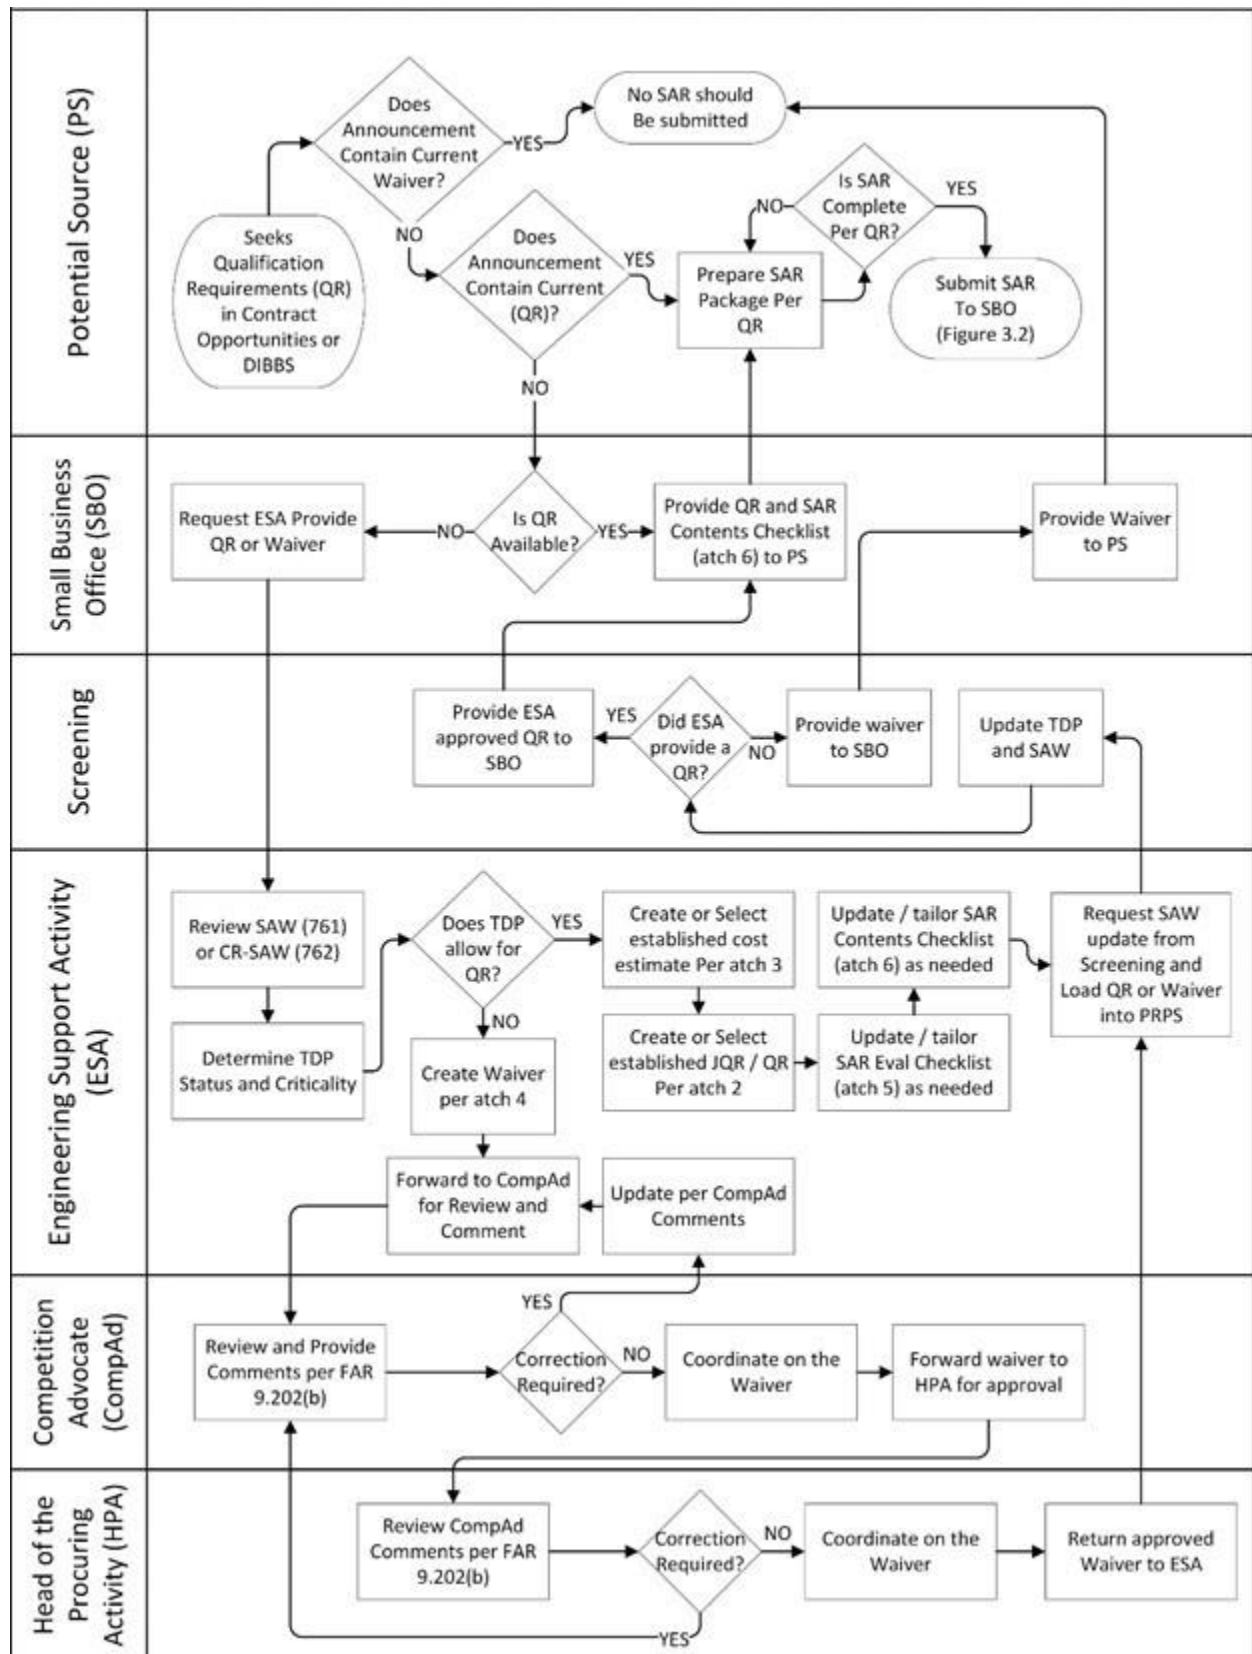 Potential Source (PS)
Does
Announcement
Contain Current
Waiver?
YES
No SAR should
Be submitted
NO
Seeks
Qualification
Requirements (QR)
in Contract
Opportunities or
DIBBS
Does
Announcement
Contain Current
(QR)?
YES
NO
Prepare SAR
Package Per
QR
Is SAR
Complete
Per QR?
NO
YES
Submit SAR
To SBO
(Figure 3.2)
Small Business
Office (SBO)
Request ESA Provide
QR or Waiver
NO
Is QR
Available?
YES
Provide QR and SAR
Contents Checklist
(atch 6) to PS
Provide Waiver
to PS
Screening
Provide ESA
approved QR to
SBO
YES
Did ESA
provide a
QR?
NO
Provide waiver
to SBO
Update TDP
and SAW
Engineering Support Activity
(ESA)
Review SAW (761)
or CR-SAW (762)
Determine TDP
Status and Criticality
Does TDP
allow for
QR?
YES
NO
Create or Select
established cost
estimate Per atch 3
Create or Select
established JQR / QR
Per atch 2
Update / tailor
SAR Eval Checklist
(atch 5) as needed
Update / tailor SAR
Contents Checklist
(atch 6) as needed
Request SAW
update from
Screening and
Load QR or Waiver
into PRPS
Create Waiver
per atch 4
Forward to CompAd
for Review and
Comment
Update per CompAd
Comments
Competition
Advocate
(CompAd)
Review and Provide
Comments per FAR
9.202(b)
YES
Correction
Required?
NO
Coordinate on the
Waiver
Forward waiver to
HPA for approval
Head of the
Procuring
Activity (HPA)
Review CompAd
Comments per FAR
9.202(b)
Correction
Required?
NO
YES
Coordinate on the
Waiver
Return approved
Waiver to ESA